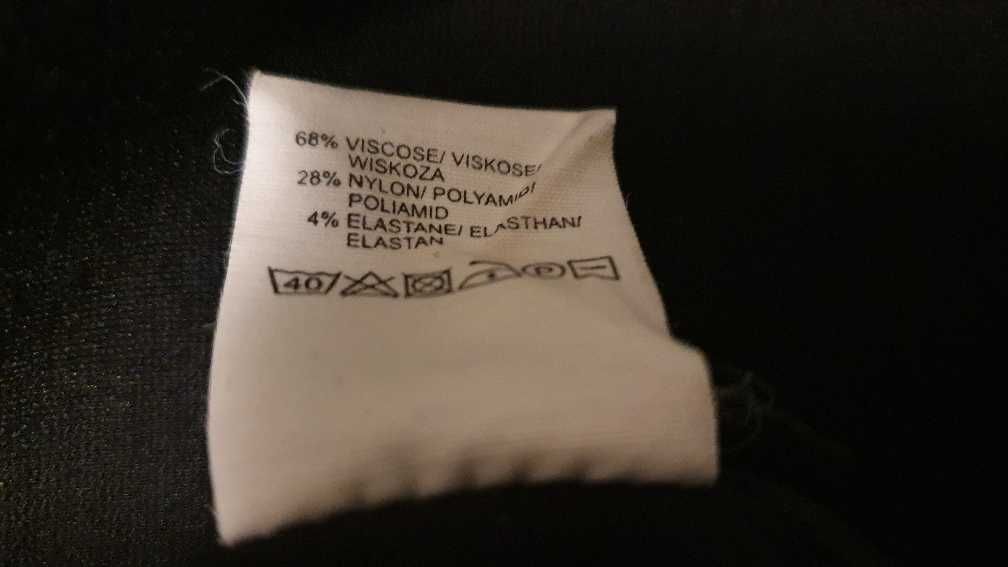 68% VISCOSE/ VISKOSE/
WISKOZA
28% NYLON/ POLYAMID/
POLIAMID
4% ELASTANE/ ELASTHAN/
ELASTAN
40 P